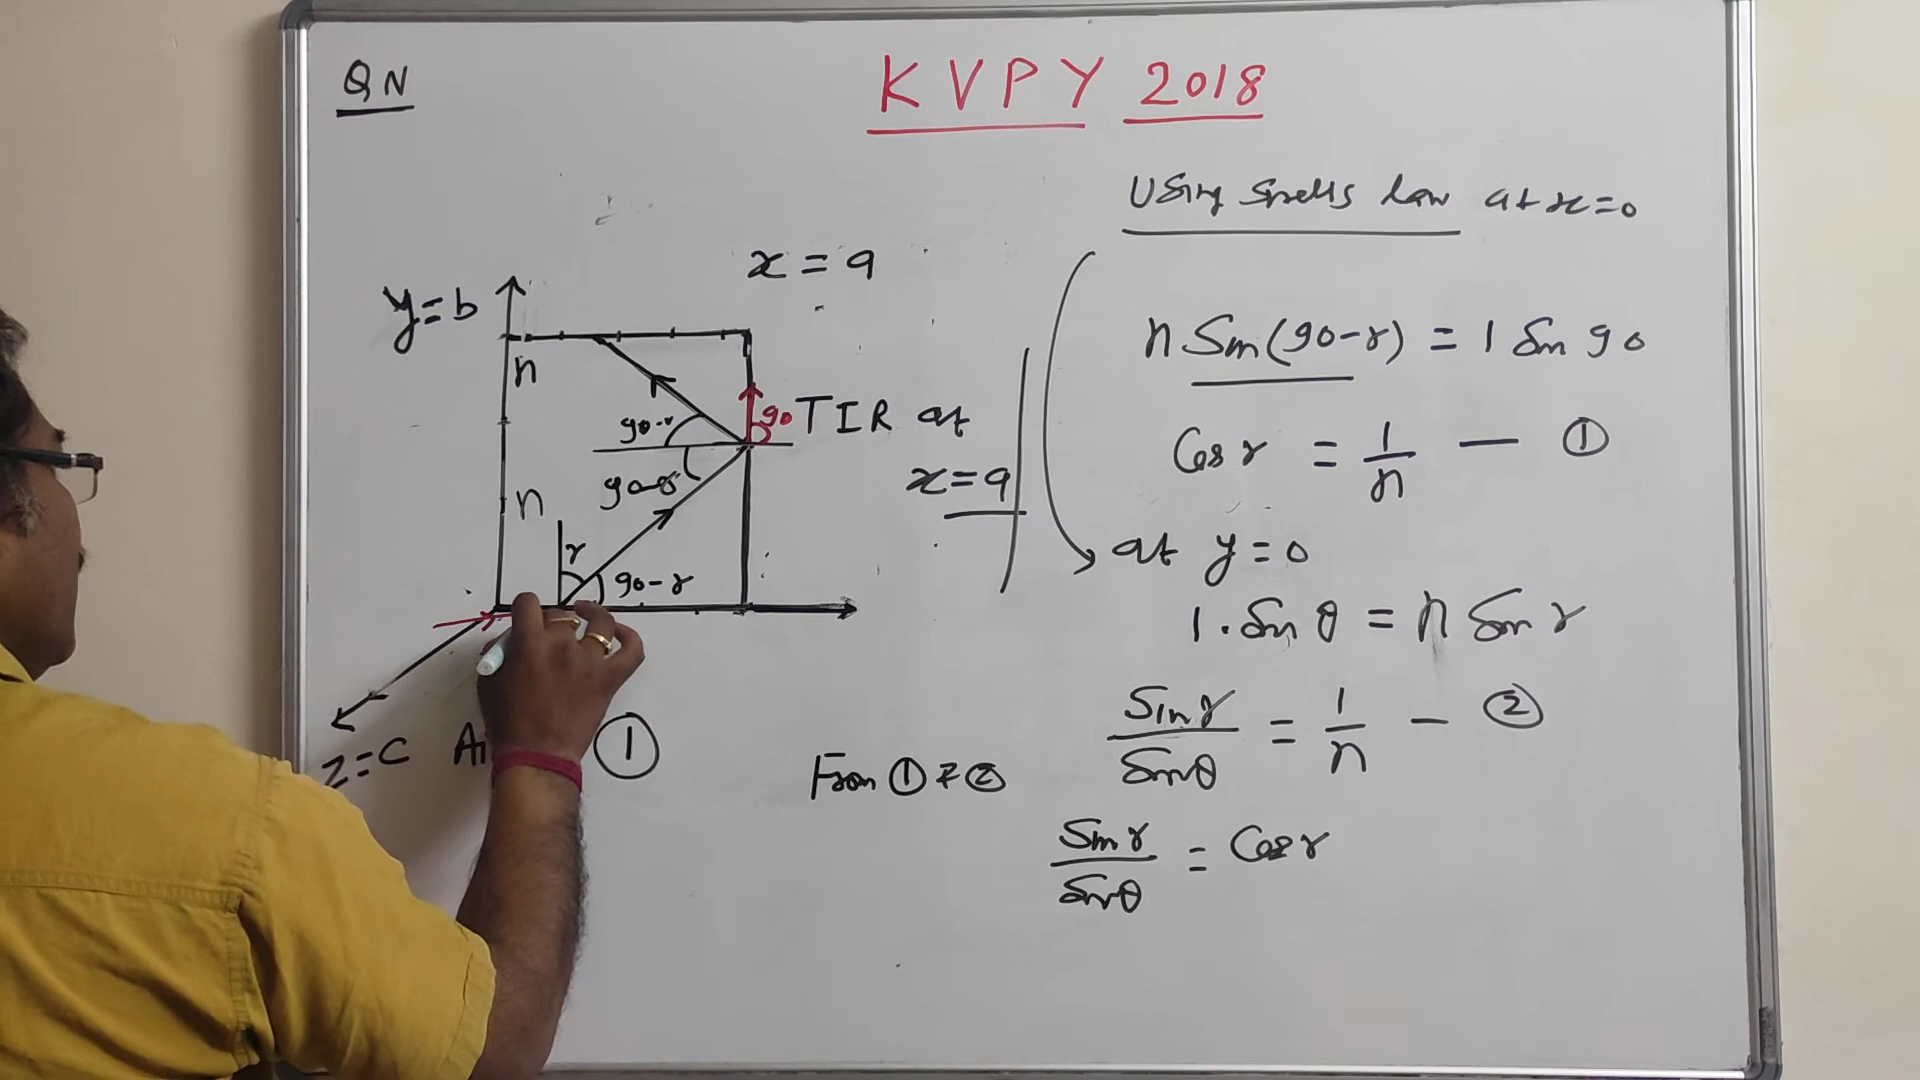 QN
KVPY 2018
Using Snells law at x=0
x = a
y=b
n Sin(90-r) = 1 Sin 90
n
90-r
90
TIR at
x=a
Cos r = 1/n — ①
90-r
n
r
90-r
at y=0
1. Sin θ = n Sin r
Sin r / Sin θ = 1/n — ②
z=c
①
From ① & ②
Sin r / Sin θ = Cos r